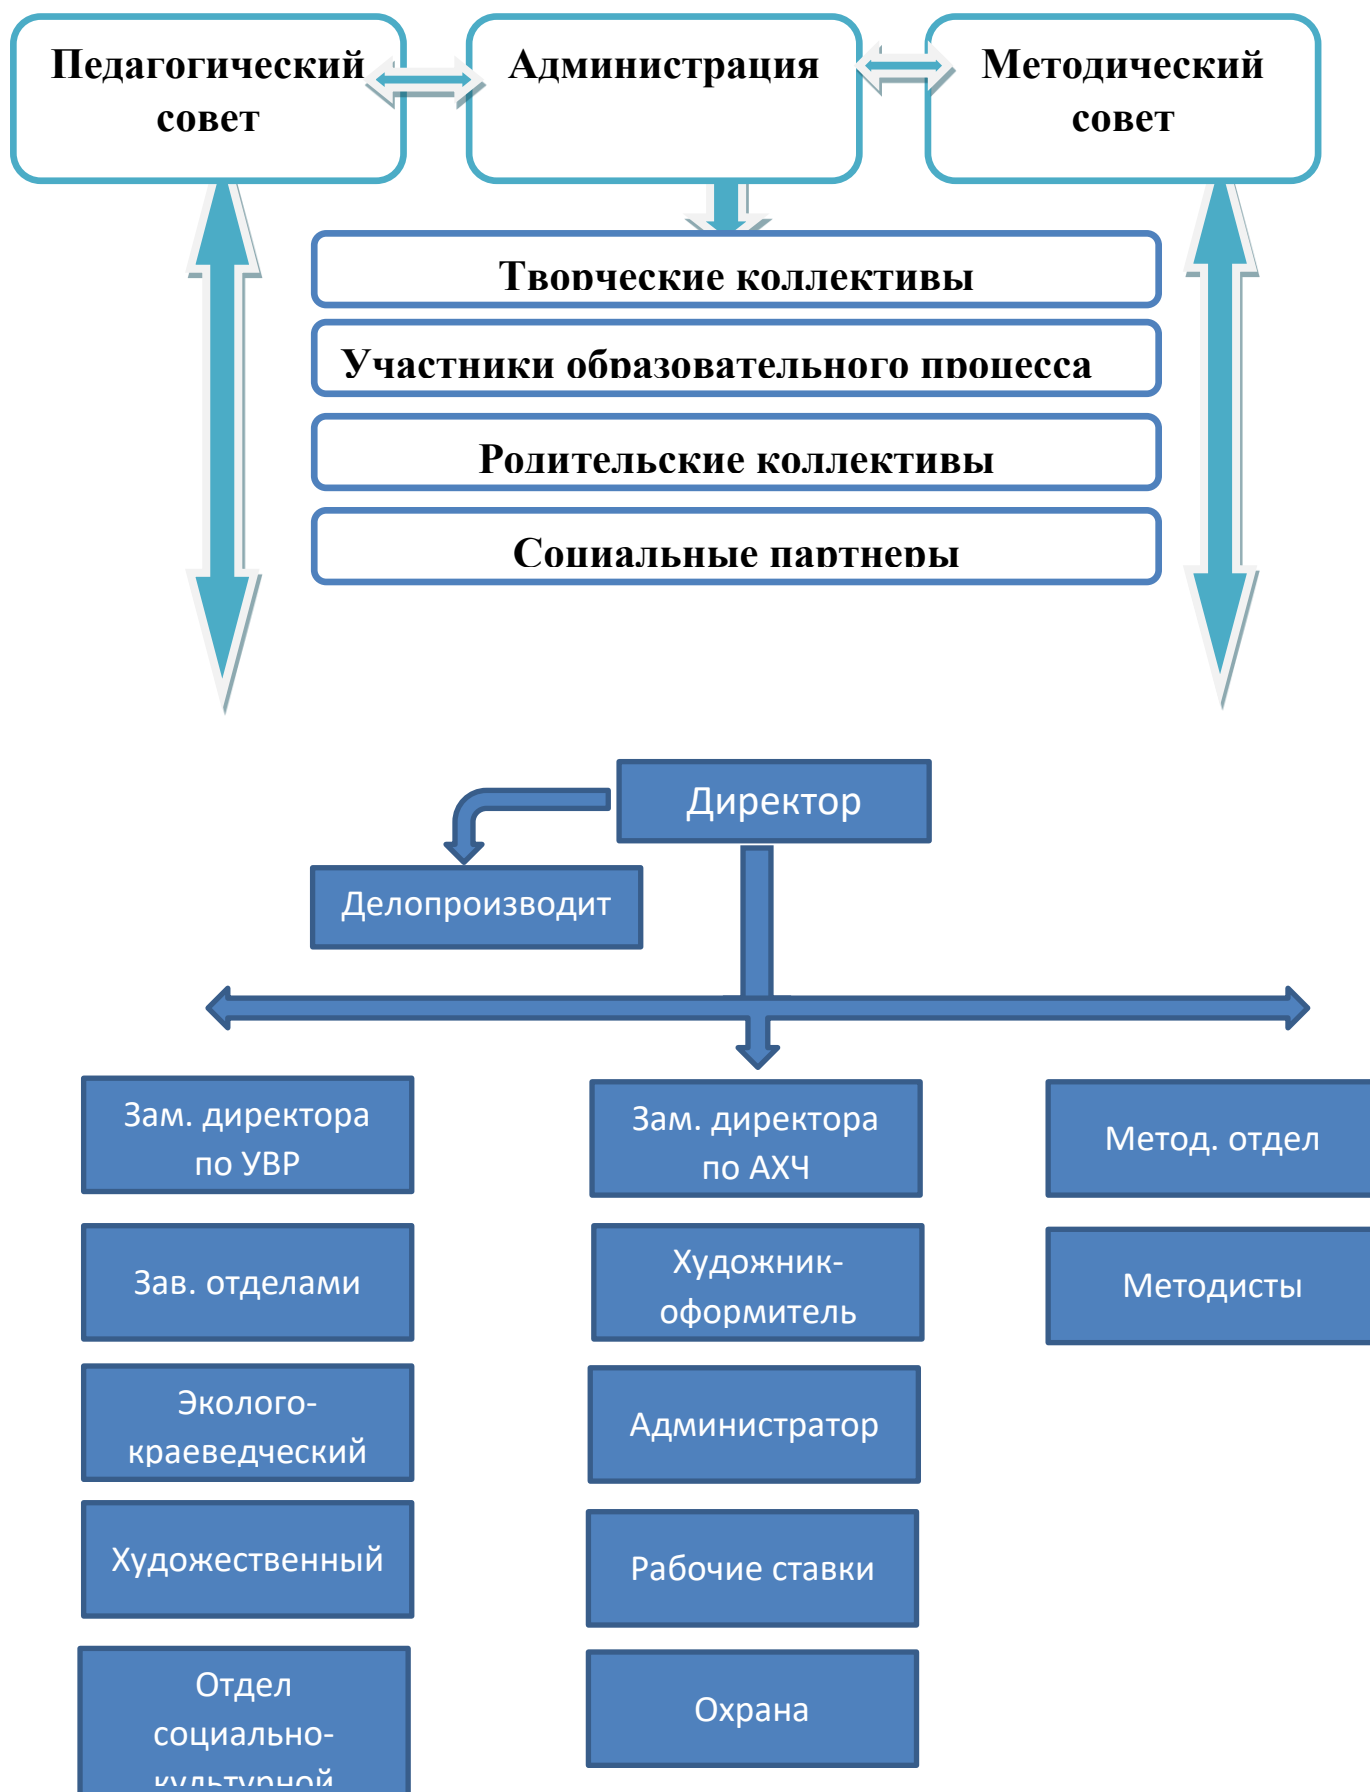 Педагогический
совет
Администрация
Методический
совет
Творческие коллективы
Участники образовательного процесса
Родительские коллективы
Социальные партнеры
Директор
Делопроизводит
Зам. директора
по УВР
Зам. директора
по АХЧ
Метод. отдел
Зав. отделами
Художник-
оформитель
Методисты
Эколого-
краеведческий
Администратор
Художественный
Рабочие ставки
Отдел
социально-
культурной
Охрана